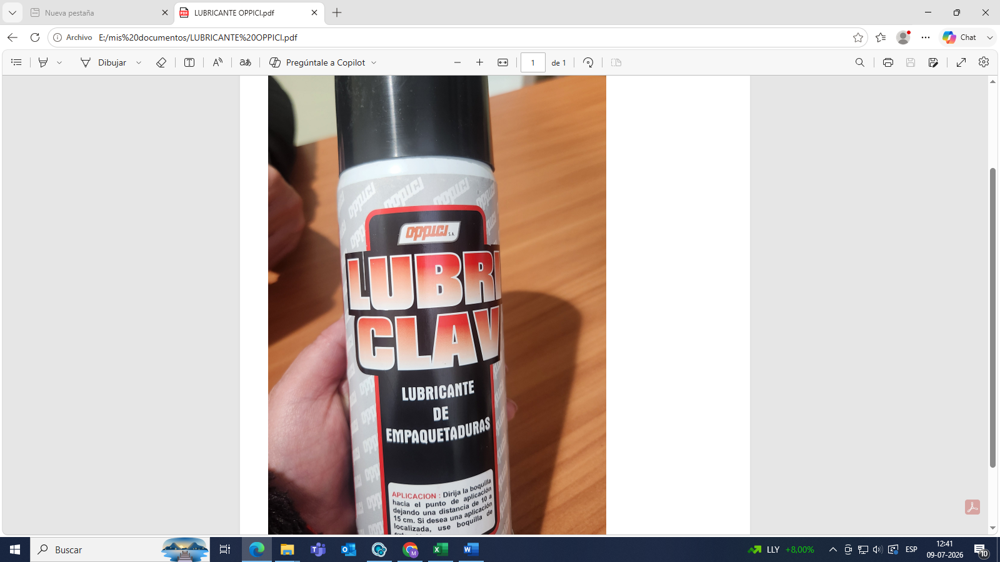 Nueva pestaña
LUBRICANTE OPPICI.pdf
Archivo
E:/mis%20documentos/LUBRICANTE%20OPPICI.pdf
Chat
Dibujar
Pregúntale a Copilot
1
de 1
oppici S.A.
LUBRI
CLAV
LUBRICANTE
DE
EMPAQUETADURAS
APLICACION : Dirija la boquilla
hacia el punto de aplicación
dejando una distancia de 10 a
15 cm. Si desea una aplicación
localizada, use boquilla de
Buscar
LLY +8,00%
ESP
12:41
09-07-2026
10